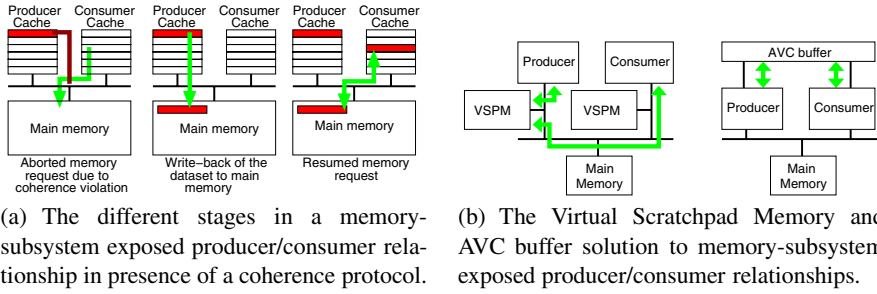 Producer
Cache
Consumer
Cache
Main memory
Aborted memory
request due to
coherence violation
Producer
Cache
Consumer
Cache
Main memory
Write−back of the
dataset to main
memory
Producer
Cache
Consumer
Cache
Main memory
Resumed memory
request
(a) The different stages in a memory-
subsystem exposed producer/consumer rela-
tionship in presence of a coherence protocol.
Producer
Consumer
VSPM
VSPM
Main
Memory
AVC buffer
Producer
Consumer
Main
Memory
(b) The Virtual Scratchpad Memory and
AVC buffer solution to memory-subsystem
exposed producer/consumer relationships.